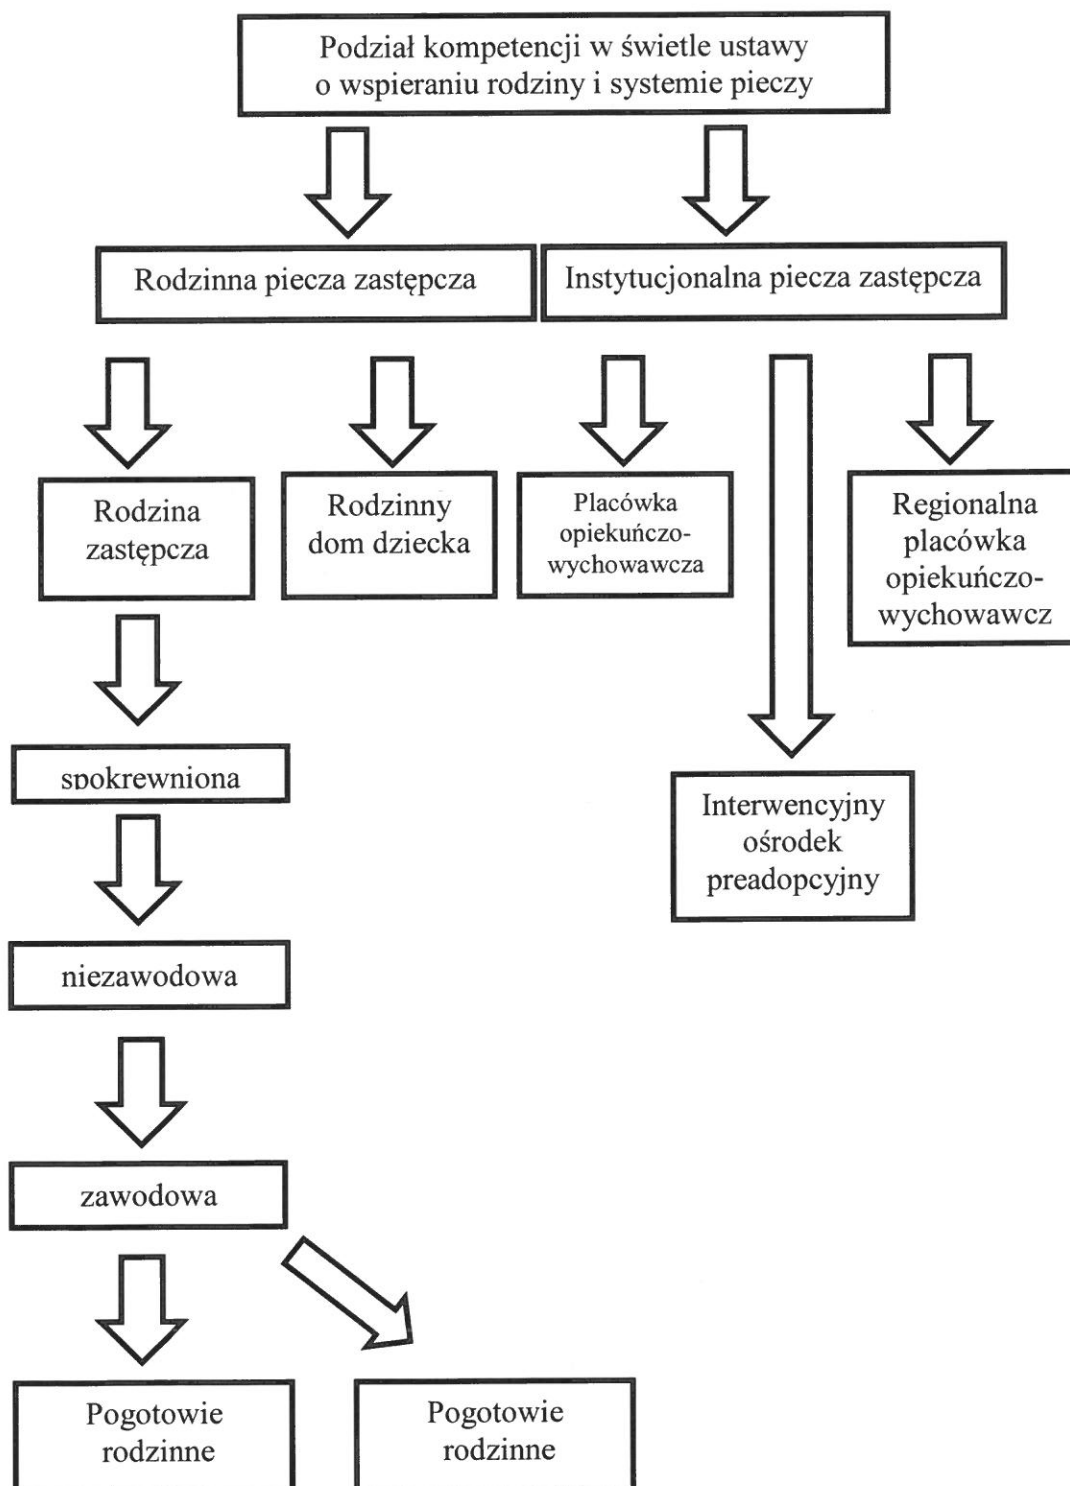 Podział kompetencji w świetle ustawy
o wspieraniu rodziny i systemie pieczy
Rodzinna piecza zastępcza
Instytucjonalna piecza zastępcza
Rodzina
zastępcza
Rodzinny
dom dziecka
Placówka
opiekuńczo-
wychowawcza
Regionalna
placówka
opiekuńczo-
wychowawcz
spokrewniona
Interwencyjny
ośrodek
preadopcyjny
niezawodowa
zawodowa
Pogotowie
rodzinne
Pogotowie
rodzinne